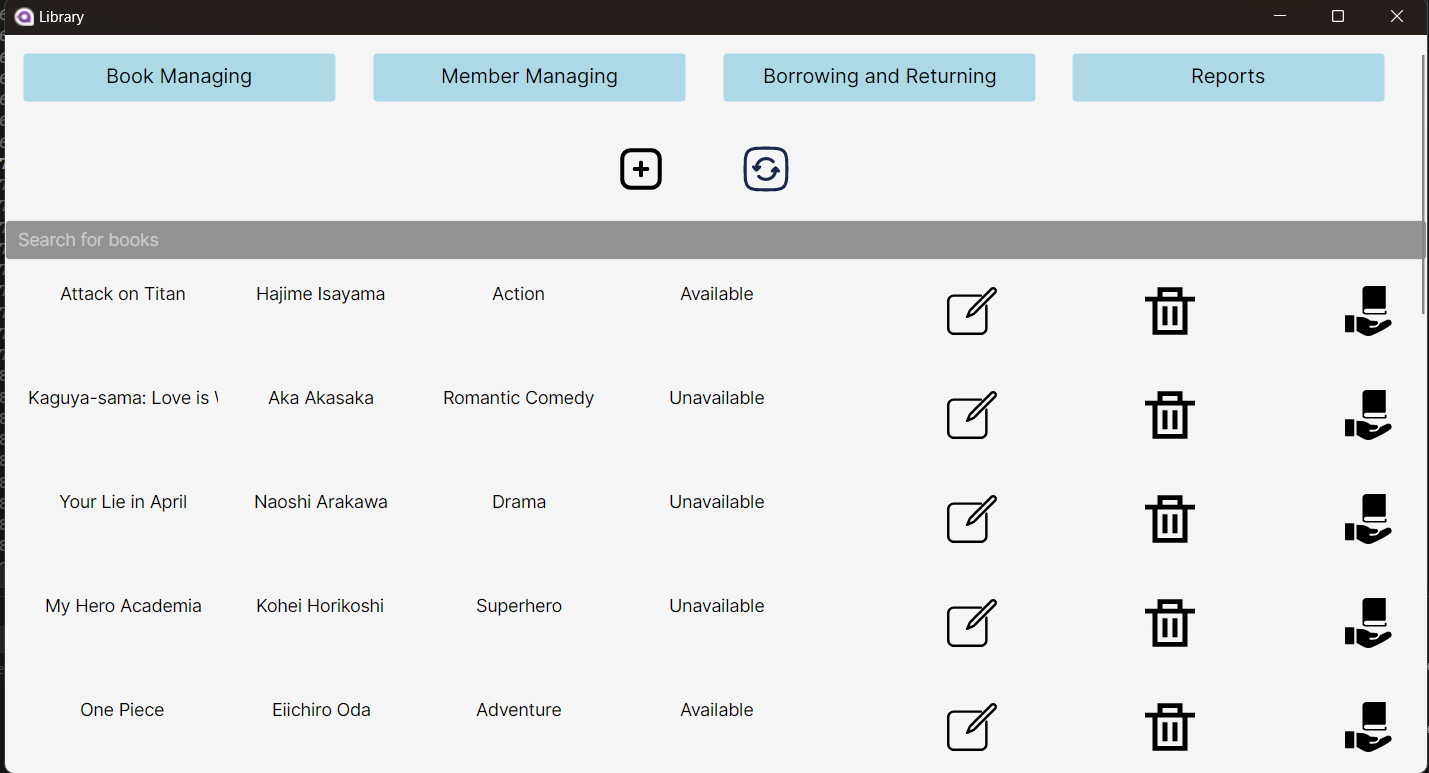 Library
Book Managing Member Managing Borrowing and Returning Reports
Search for books
Attack on Titan Hajime Isayama Action Available
Kaguya-sama: Love is Aka Akasaka Romantic Comedy Unavailable
Your Lie in April Naoshi Arakawa Drama Unavailable
My Hero Academia Kohei Horikoshi Superhero Unavailable
One Piece Eiichiro Oda Adventure Available